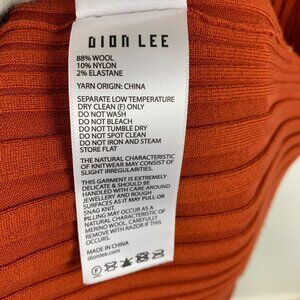 DION LEE
88% WOOL
10% NYLON
2% ELASTANE
YARN ORIGIN: CHINA
SEPARATE LOW TEMPERATURE
DRY CLEAN (F) ONLY
DO NOT WASH
DO NOT BLEACH
DO NOT TUMBLE DRY
DO NOT SPOT CLEAN
DO NOT IRON AND STEAM
STORE FLAT
THE NATURAL CHARACTERISTIC
OF KNITWEAR MAY CONSIST OF
SLIGHT IRREGULARITIES.
THIS GARMENT IS EXTREMELY
DELICATE & SHOULD BE
HANDLED WITH CARE AROUND
JEWELLERY AND ROUGH
SURFACES AS IT MAY PULL OR
SNAG KNIT.
PILLING MAY OCCUR AS A
NATURAL CHARACTERISTIC OF
MERINO WOOL. CAREFULLY
REMOVE WITH RAZOR IF THIS
OCCURS.
MADE IN CHINA
dionlee.com